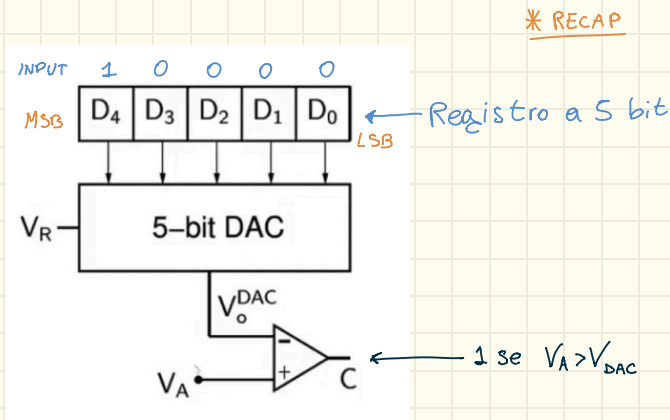 * RECAP
INPUT 1 0 0 0 0
MSB D4 D3 D2 D1 D0 LSB
Registro a 5 bit
VR
5-bit DAC
VoDAC
-
+
VA
C
1 se VA>VDAC